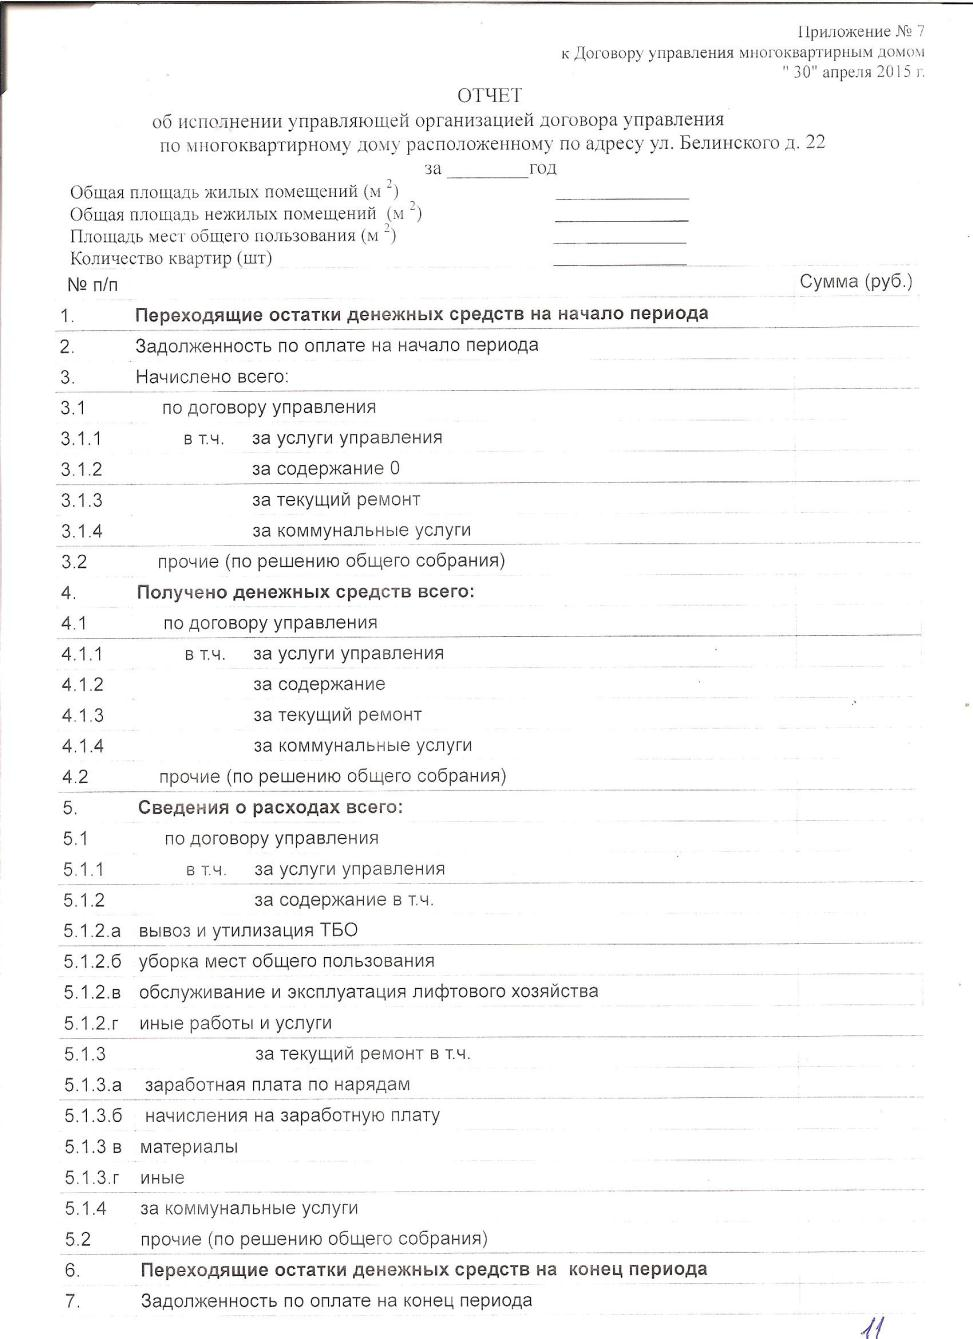 Приложение № 7
к Договору управления многоквартирным домом
" 30" апреля 2015 г.
ОТЧЕТ
об исполнении управляющей организацией договора управления
по многоквартирному дому расположенному по адресу ул. Белинского д. 22
за _________год
Общая площадь жилых помещений (м 2)
Общая площадь нежилых помещений (м 2)
Площадь мест общего пользования (м 2)
Количество квартир (шт)
№ п/п Сумма (руб.)
1. Переходящие остатки денежных средств на начало периода
2. Задолженность по оплате на начало периода
3. Начислено всего:
3.1 по договору управления
3.1.1 в т.ч. за услуги управления
3.1.2 за содержание 0
3.1.3 за текущий ремонт
3.1.4 за коммунальные услуги
3.2 прочие (по решению общего собрания)
4. Получено денежных средств всего:
4.1 по договору управления
4.1.1 в т.ч. за услуги управления
4.1.2 за содержание
4.1.3 за текущий ремонт
4.1.4 за коммунальные услуги
4.2 прочие (по решению общего собрания)
5. Сведения о расходах всего:
5.1 по договору управления
5.1.1 в т.ч. за услуги управления
5.1.2 за содержание в т.ч.
5.1.2.а вывоз и утилизация ТБО
5.1.2.б уборка мест общего пользования
5.1.2.в обслуживание и эксплуатация лифтового хозяйства
5.1.2.г иные работы и услуги
5.1.3 за текущий ремонт в т.ч.
5.1.3.а заработная плата по нарядам
5.1.3.б начисления на заработную плату
5.1.3 в материалы
5.1.3.г иные
5.1.4 за коммунальные услуги
5.2 прочие (по решению общего собрания)
6. Переходящие остатки денежных средств на конец периода
7. Задолженность по оплате на конец периода
11